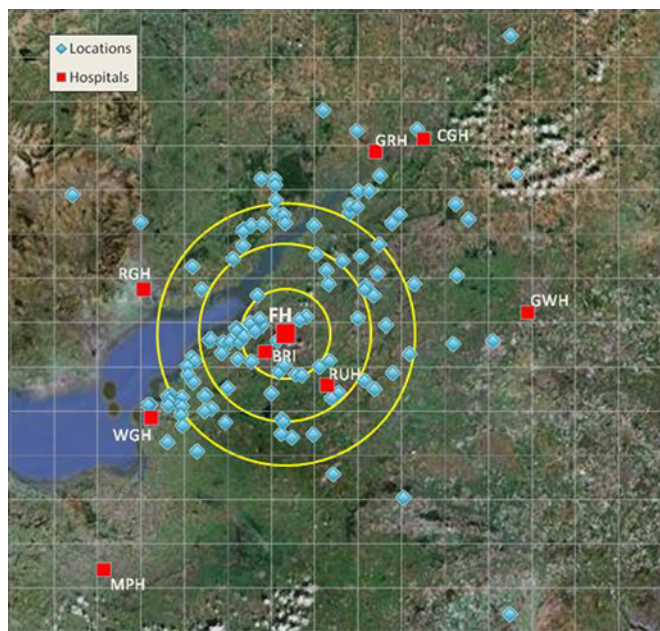 Locations
Hospitals
CGH
GRH
RGH
GWH
FH
BRI
RUH
WGH
MPH